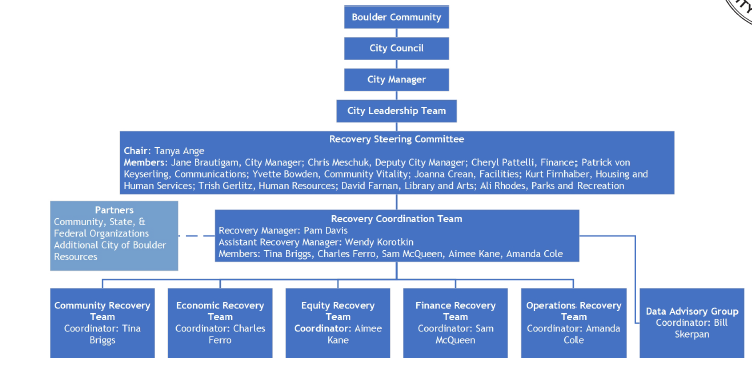 Boulder Community
City Council
City Manager
City Leadership Team
Recovery Steering Committee
Chair: Tanya Ange
Members: Jane Brautigam, City Manager; Chris Meschuk, Deputy City Manager; Cheryl Pattelli, Finance; Patrick von
Keyserling, Communications; Yvette Bowden, Community Vitality; Joanna Crean, Facilities; Kurt Firnhaber, Housing and
Human Services; Trish Gerlitz, Human Resources; David Farnan, Library and Arts; Ali Rhodes, Parks and Recreation
Partners
Community, State, &
Federal Organizations
Additional City of Boulder
Resources
Recovery Coordination Team
Recovery Manager: Pam Davis
Assistant Recovery Manager: Wendy Korotkin
Members: Tina Briggs, Charles Ferro, Sam McQueen, Aimee Kane, Amanda Cole
Community Recovery
Team
Coordinator: Tina
Briggs
Economic Recovery
Team
Coordinator: Charles
Ferro
Equity Recovery
Team
Coordinator: Aimee
Kane
Finance Recovery
Team
Coordinator: Sam
McQueen
Operations Recovery
Team
Coordinator: Amanda
Cole
Data Advisory Group
Coordinator: Bill
Skerpan